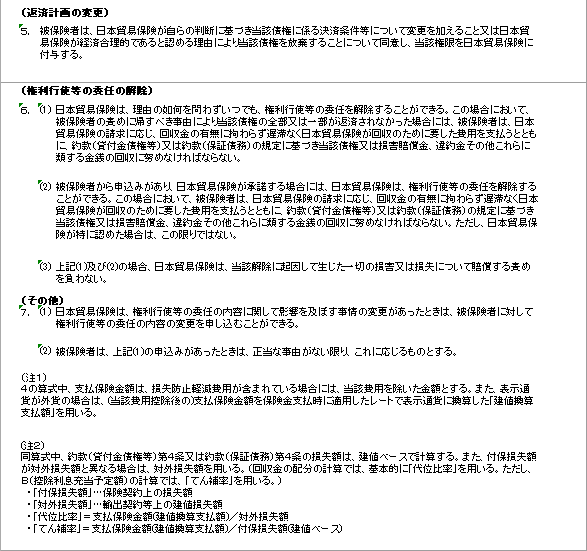 （返済計画の変更）
5. 被保険者は、日本貿易保険が自らの判断に基づき当該債権に係る決済条件等について変更を加えること又は日本貿
易保険が経済合理的であると認める理由により当該債権を放棄することについて同意し、当該権限を日本貿易保険に
付与する。
（権利行使等の委任の解除）
6. (1) 日本貿易保険は、理由の如何を問わずいつでも、権利行使等の委任を解除することができる。この場合において、
被保険者の責めに帰すべき事由により当該債権の全部又は一部が返済されなかった場合には、被保険者は、日本
貿易保険の請求に応じ、回収金の有無に拘わらず遅滞なく日本貿易保険が回収のために要した費用を支払うととも
に、約款（貸付金債権等）又は約款（保証債務）の規定に基づき当該債権又は損害賠償金、違約金その他これらに
類する金銭の回収に努めなければならない。
(2) 被保険者から申込みがあり、日本貿易保険が承諾する場合には、日本貿易保険は、権利行使等の委任を解除する
ことができる。この場合において、被保険者は、日本貿易保険の請求に応じ、回収金の有無に拘わらず遅滞なく日本
貿易保険が回収のために要した費用を支払うとともに、約款（貸付金債権等）又は約款（保証債務）の規定に基づき
当該債権又は損害賠償金、違約金その他これらに類する金銭の回収に努めなければならない。ただし、日本貿易保
険が特に認めた場合は、この限りではない。
(3) 上記(1)及び(2)の場合、日本貿易保険は、当該解除に起因して生じた一切の損害又は損失について賠償する責め
を負わない。
（その他）
7. (1) 日本貿易保険は、権利行使等の委任の内容に関して影響を及ぼす事情の変更があったときは、被保険者に対して
権利行使等の委任の内容の変更を申し込むことができる。
(2) 被保険者は、上記(1)の申込みがあったときは、正当な事由がない限り、これに応じるものとする。
（注１）
４の算式中、支払保険金額は、損失防止軽減費用が含まれている場合には、当該費用を除いた金額とする。また、表示通
貨が外貨の場合は、（当該費用控除後の）支払保険金額を保険金支払時に適用したレートで表示通貨に換算した「建値換算
支払額」を用いる。
（注２）
同算式中、約款（貸付金債権等）第４条又は約款（保証債務）第４条の損失額は、建値ベースで計算する。また、付保損失額
が対外損失額と異なる場合は、対外損失額を用いる。（回収金の配分の計算では、基本的に「代位比率」を用いる。ただし、
Ｂ（控除利息充当予定額）の計算では、「てん補率」を用いる。）
・「付保損失額」…保険契約上の損失額
・「対外損失額」…輸出契約等上の建値損失額
・「代位比率」＝支払保険金額（建値換算支払額）／対外損失額
・「てん補率」＝支払保険金額（建値換算支払額）／付保損失額（建値ベース）